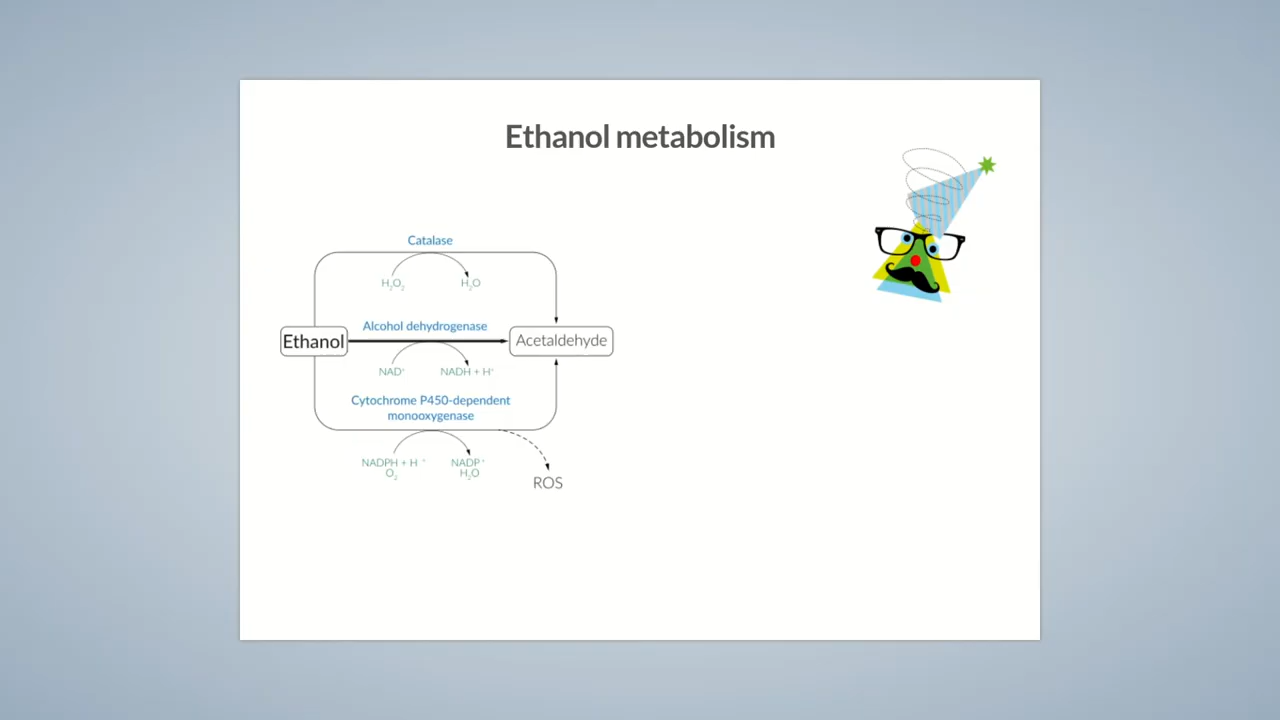 Ethanol metabolism
Catalase
H₂O₂ H₂O
Alcohol dehydrogenase
Ethanol Acetaldehyde
NAD⁺ NADH + H⁺
Cytochrome P450-dependent
monooxygenase
NADPH + H⁺ NADP⁺
O₂ H₂O
ROS